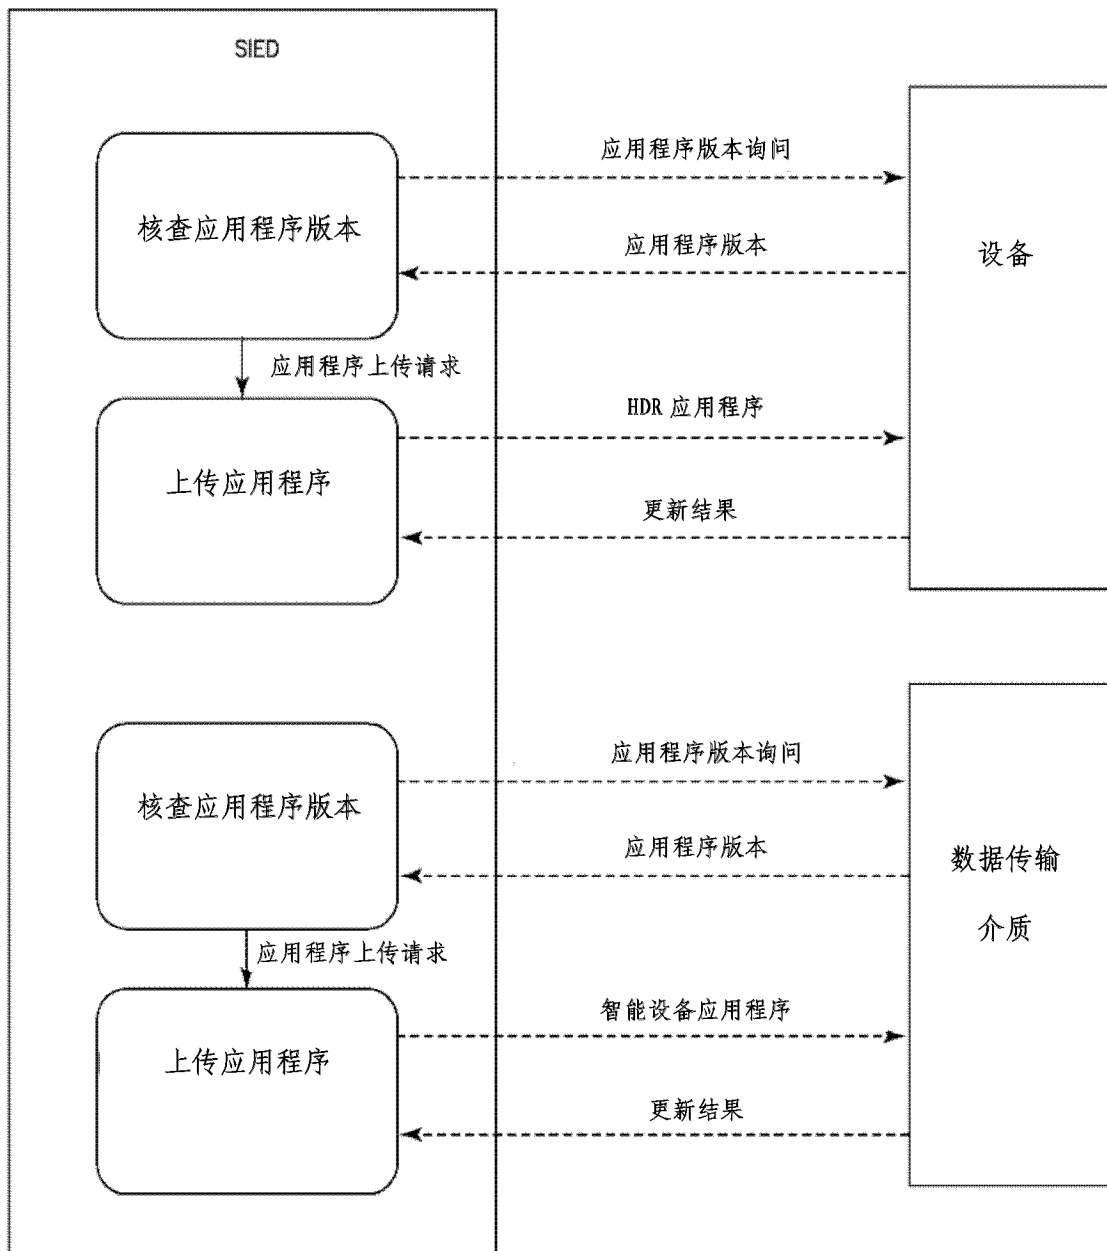 SIED
应用程序版本询问
核查应用程序版本
应用程序版本
设备
应用程序上传请求
HDR 应用程序
上传应用程序
更新结果
应用程序版本询问
核查应用程序版本
应用程序版本
数据传输
介质
应用程序上传请求
智能设备应用程序
上传应用程序
更新结果